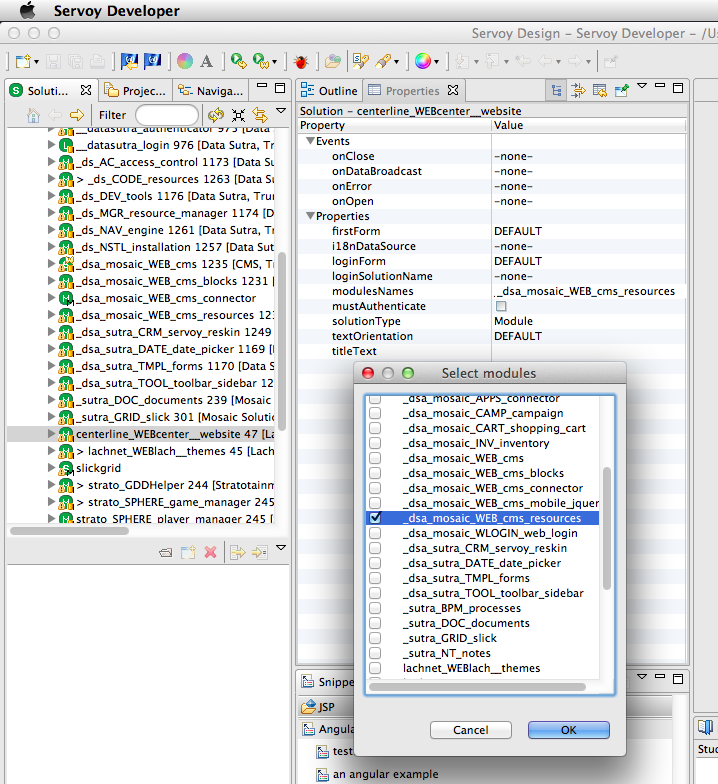 Servoy Developer
Servoy Design - Servoy Developer - /U
Soluti...
Projec...
Naviga...
Filter
__datasutra_authenticator 975 [Data
__datasutra_login 976 [Data Sutra, Tr
_ds_AC_access_control 1173 [Data Su
> _ds_CODE_resources 1263 [Data Su
_ds_DEV_tools 1176 [Data Sutra, Trun
_ds_MGR_resource_manager 1174 [D
_ds_NAV_engine 1261 [Data Sutra, Tru
_ds_NSTL_installation 1257 [Data Sut
_dsa_mosaic_WEB_cms 1235 [CMS, T
_dsa_mosaic_WEB_cms_blocks 1231 [
_dsa_mosaic_WEB_cms_connector
_dsa_mosaic_WEB_cms_resources 123
_dsa_sutra_CRM_servoy_reskin 1249
_dsa_sutra_DATE_date_picker 1169 [I
_dsa_sutra_TMPL_forms 1170 [Data S
_dsa_sutra_TOOL_toolbar_sidebar 12
_sutra_DOC_documents 239 [Mosaic
_sutra_GRID_slick 301 [Mosaic Solutio
centerline_WEBcenter__website 47 [La
> lachnet_WEBlach__themes 45 [Lach
slickgrid
> strato_GDDHelper 244 [Stratotainm
> strato_SPHERE_game_manager 245
strato_SPHERE_player_manager 245 [
Outline
Properties
Solution - centerline_WEBcenter__website
Property Value
Events
onClose -none-
onDataBroadcast -none-
onError -none-
onOpen -none-
Properties
firstForm DEFAULT
i18nDataSource -none-
loginForm DEFAULT
loginSolutionName -none-
modulesNames _dsa_mosaic_WEB_cms_resources
mustAuthenticate
solutionType Module
textOrientation DEFAULT
titleText
Select modules
_dsa_mosaic_APPS_connector
_dsa_mosaic_CAMP_campaign
_dsa_mosaic_CART_shopping_cart
_dsa_mosaic_INV_inventory
_dsa_mosaic_WEB_cms
_dsa_mosaic_WEB_cms_blocks
_dsa_mosaic_WEB_cms_connector
_dsa_mosaic_WEB_cms_mobile_jquer
_dsa_mosaic_WEB_cms_resources
_dsa_mosaic_WLOGIN_web_login
_dsa_sutra_CRM_servoy_reskin
_dsa_sutra_DATE_date_picker
_dsa_sutra_TMPL_forms
_dsa_sutra_TOOL_toolbar_sidebar
_sutra_BPM_processes
_sutra_DOC_documents
_sutra_GRID_slick
_sutra_NT_notes
lachnet_WEBlach__themes
Cancel OK
Snippe
JSP
Angula
test
an angular example
Stud